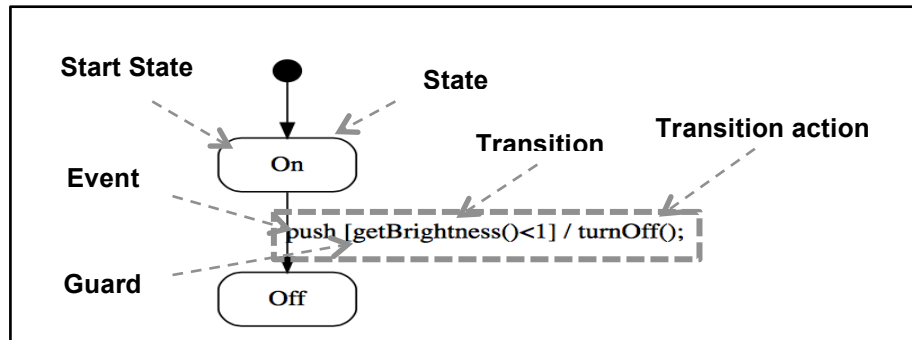 Start State
State
Transition
Transition action
On
Event
push [getBrightness()<1] / turnOff();
Guard
Off